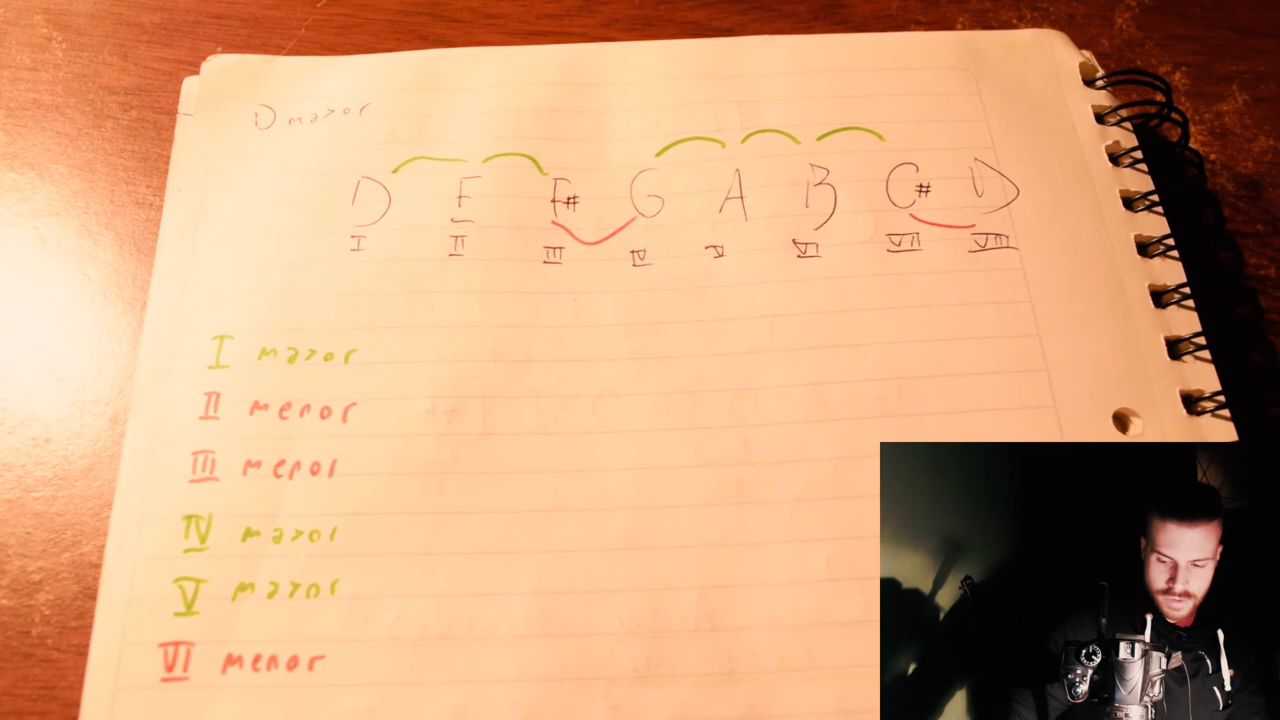 D mayor
D E F# G A B C# D
I II III IV V VI VII VIII
I mayor
II menor
III menor
IV mayor
V mayor
VI menor